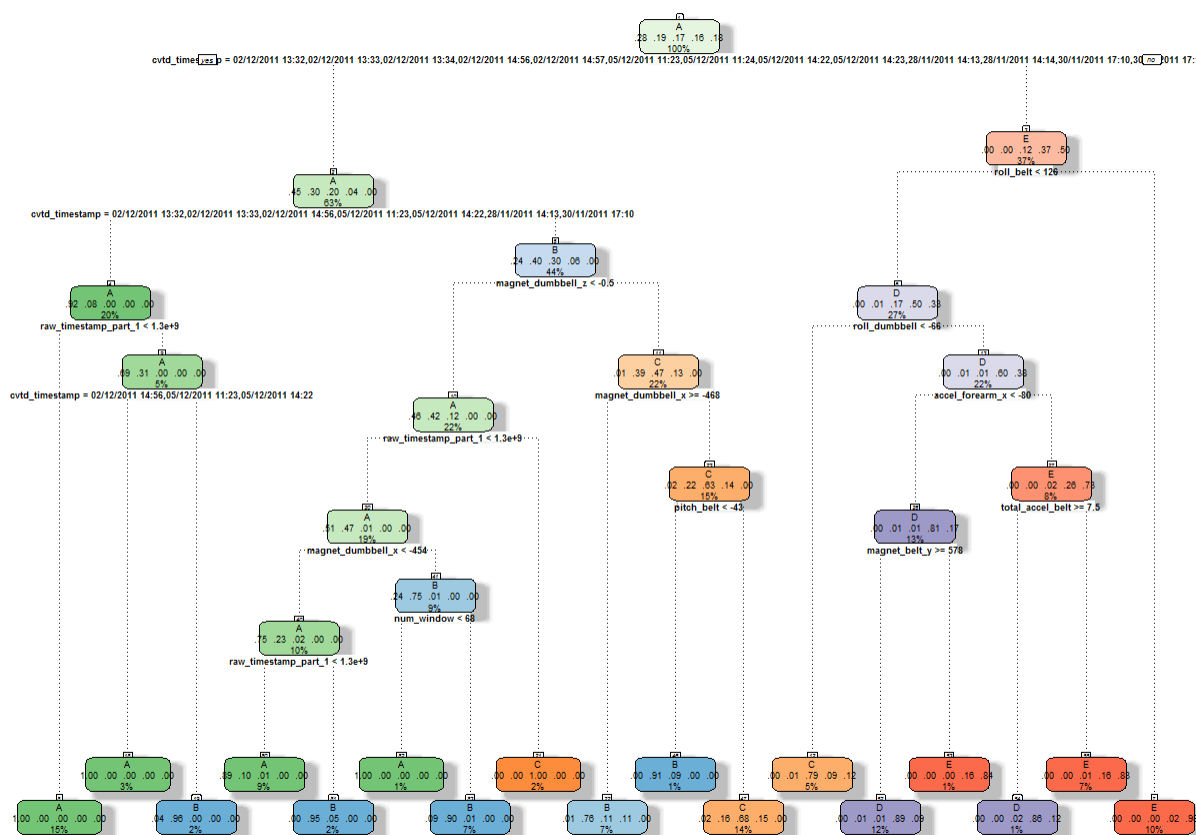 A
.28 .19 .17 .16 .18
100%
yes
no
cvtd_timestamp = 02/12/2011 13:32,02/12/2011 13:33,02/12/2011 13:34,02/12/2011 14:56,02/12/2011 14:57,05/12/2011 11:23,05/12/2011 11:24,05/12/2011 14:22,05/12/2011 14:23,28/11/2011 14:13,28/11/2011 14:14,30/11/2011 17:10,30 2011 17:
E
.00 .00 .12 .37 .50
37%
roll_belt < 126
A
.45 .30 .20 .04 .00
63%
cvtd_timestamp = 02/12/2011 13:32,02/12/2011 13:33,02/12/2011 14:56,05/12/2011 11:23,05/12/2011 14:22,28/11/2011 14:13,30/11/2011 17:10
B
.24 .40 .30 .06 .00
44%
magnet_dumbbell_z < -0.5
A
.92 .08 .00 .00 .00
20%
raw_timestamp_part_1 < 1.3e+9
D
.00 .01 .17 .50 .33
27%
roll_dumbbell < -66
A
.69 .31 .00 .00 .00
5%
cvtd_timestamp = 02/12/2011 14:56,05/12/2011 11:23,05/12/2011 14:22
C
.01 .39 .47 .13 .00
22%
magnet_dumbbell_x >= -468
D
.00 .01 .01 .60 .38
22%
accel_forearm_x < -80
A
.46 .42 .12 .00 .00
22%
raw_timestamp_part_1 < 1.3e+9
C
.02 .22 .63 .14 .00
15%
pitch_belt < -43
E
.00 .00 .02 .26 .73
8%
total_accel_belt >= 7.5
A
.51 .47 .01 .00 .00
19%
magnet_dumbbell_x < -454
D
.00 .01 .01 .81 .17
13%
magnet_belt_y >= 578
B
.24 .75 .01 .00 .00
9%
num_window < 68
A
.75 .23 .02 .00 .00
10%
raw_timestamp_part_1 < 1.3e+9
A
1.00 .00 .00 .00 .00
3%
A
.89 .10 .01 .00 .00
9%
A
1.00 .00 .00 .00 .00
1%
C
.00 .00 1.00 .00 .00
2%
B
.00 .91 .09 .00 .00
1%
C
.00 .01 .79 .09 .12
5%
E
.00 .00 .00 .16 .84
1%
E
.00 .00 .01 .16 .83
7%
A
1.00 .00 .00 .00 .00
15%
B
.04 .96 .00 .00 .00
2%
B
.00 .95 .05 .00 .00
2%
B
.09 .90 .01 .00 .00
7%
B
.01 .76 .11 .11 .00
7%
C
.02 .16 .68 .15 .00
14%
D
.00 .01 .01 .89 .09
12%
D
.00 .00 .02 .86 .12
1%
E
.00 .00 .00 .02 .9
10%